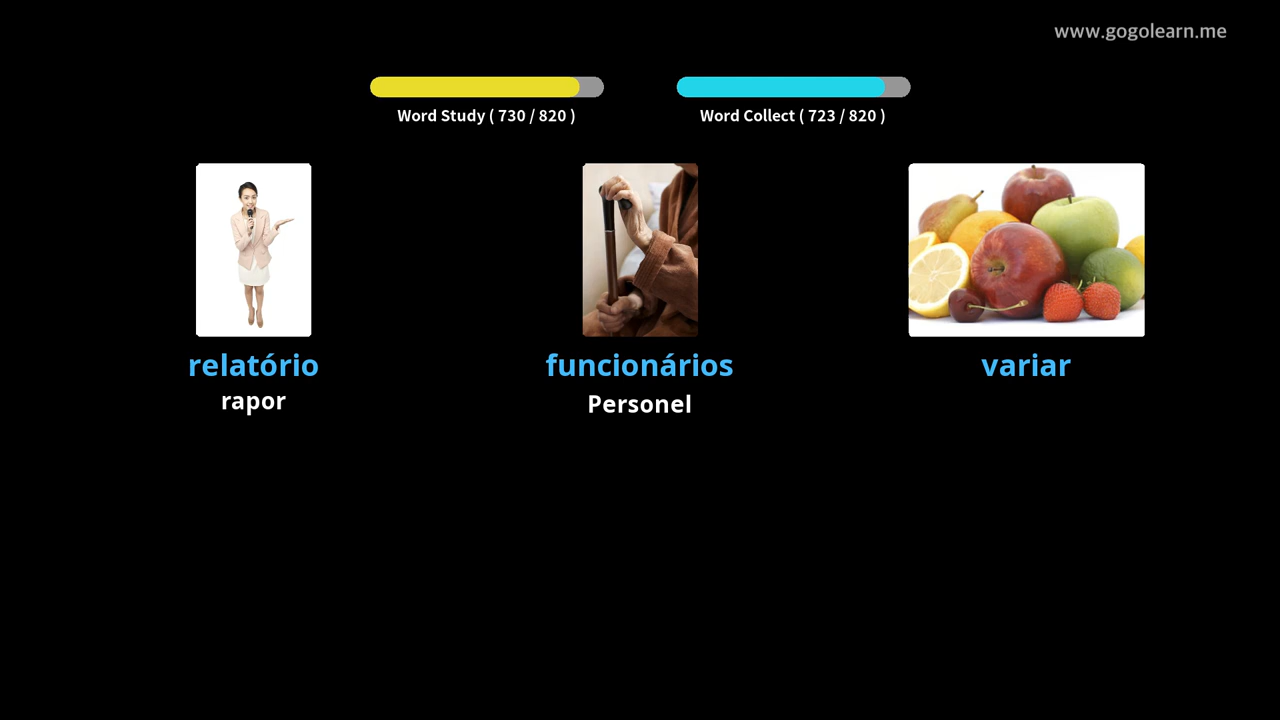 www.gogolearn.me
Word Study ( 730 / 820 )
Word Collect ( 723 / 820 )
relatório
rapor
funcionários
Personel
variar